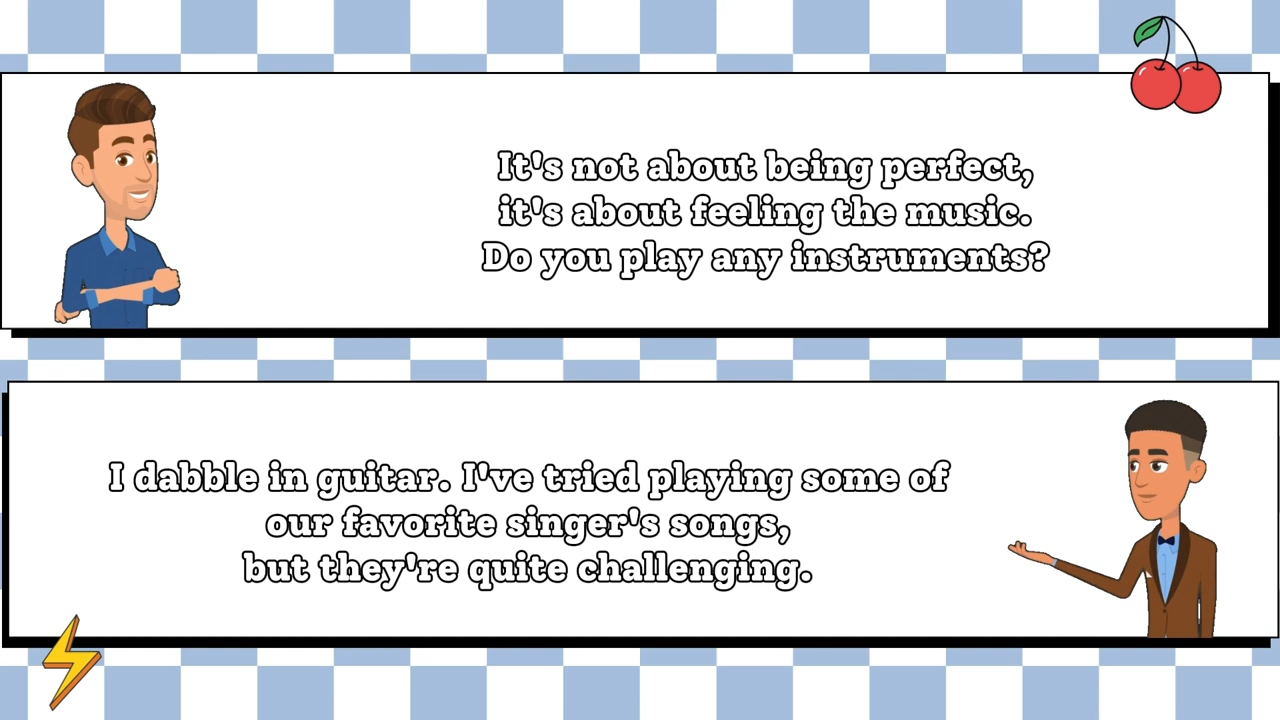 It's not about being perfect,
it's about feeling the music.
Do you play any instruments?
I dabble in guitar. I've tried playing some of
our favorite singer's songs,
but they're quite challenging.